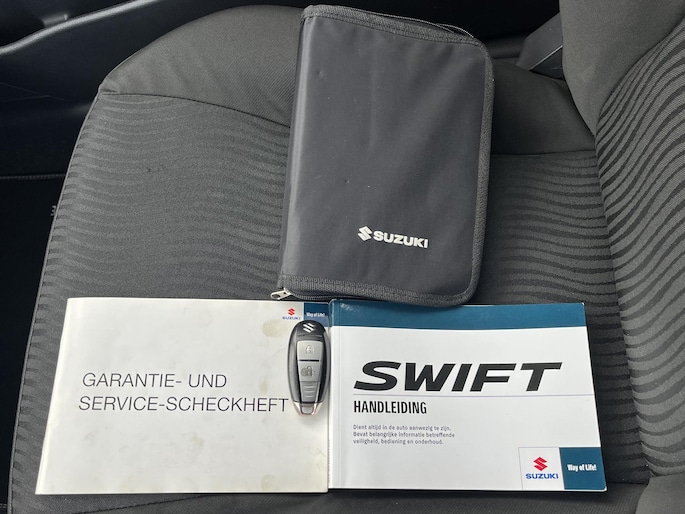 SUZUKI
SUZUKI
Way of Life!
GARANTIE- UND
SERVICE-SCHECKHEFT
SWIFT
HANDLEIDING
Dient altijd in de auto aanwezig te zijn.
Bevat belangrijke informatie betreffende
veiligheid, bediening en onderhoud.
SUZUKI
Way of Life!